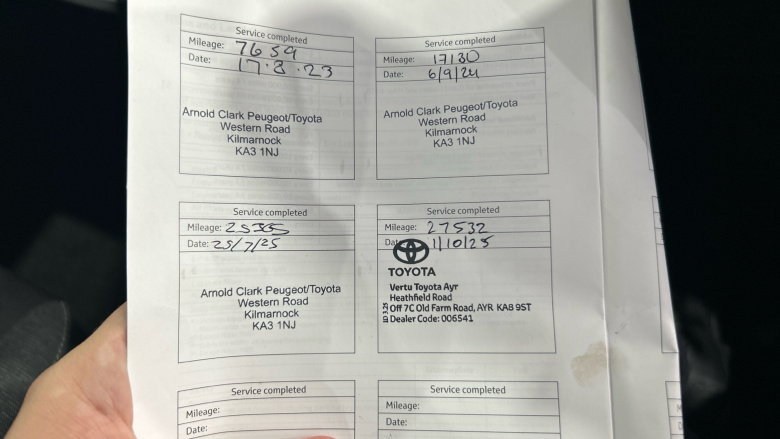 Service completed
Mileage: 7659
Date: 17.8.23
Arnold Clark Peugeot/Toyota
Western Road
Kilmarnock
KA3 1NJ
Service completed
Mileage: 17130
Date: 6/9/24
Arnold Clark Peugeot/Toyota
Western Road
Kilmarnock
KA3 1NJ
Service completed
Mileage:
Date: 25/7/25
Arnold Clark Peugeot/Toyota
Western Road
Kilmarnock
KA3 1NJ
Service completed
Mileage: 27532
Date: 1/10/25
TOYOTA
Vertu Toyota Ayr
Heathfield Road
Off 7C Old Farm Road, AYR KA8 9ST
Dealer Code: 006541
Service completed
Mileage:
Date:
Service completed
Mileage:
Date: